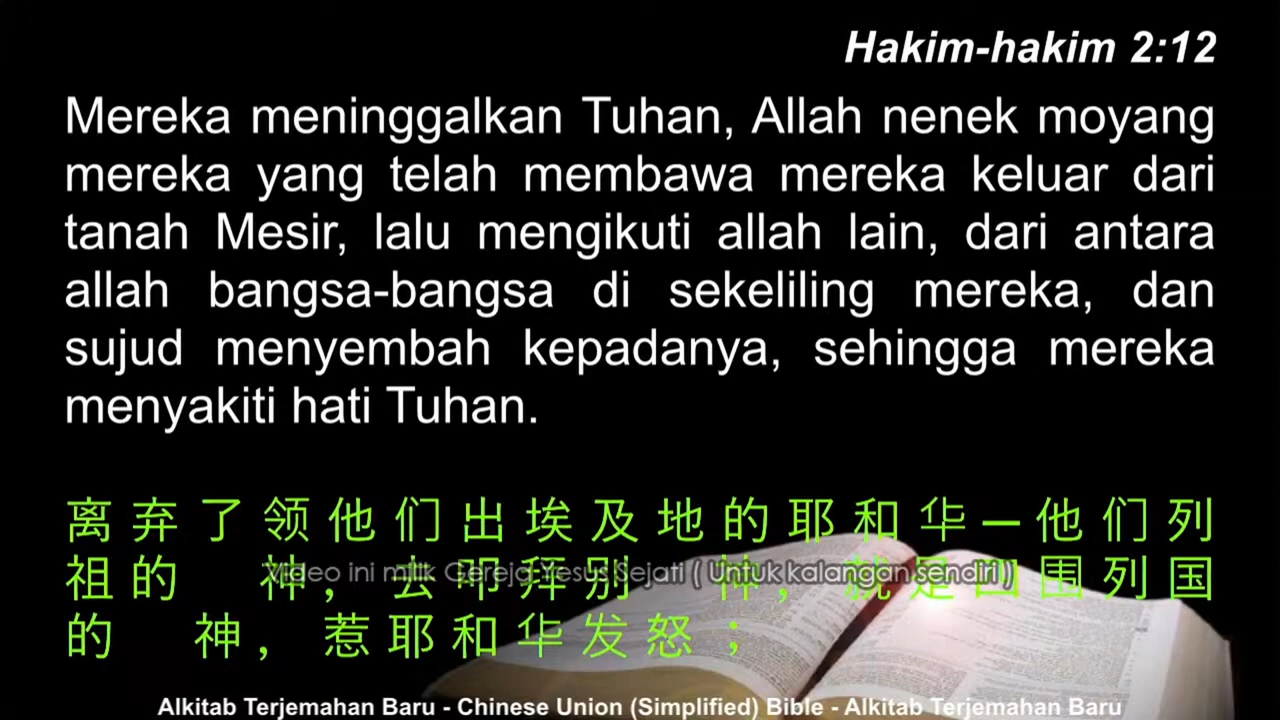 Hakim-hakim 2:12
Mereka meninggalkan Tuhan, Allah nenek moyang
mereka yang telah membawa mereka keluar dari
tanah Mesir, lalu mengikuti allah lain, dari antara
allah bangsa-bangsa di sekeliling mereka, dan
sujud menyembah kepadanya, sehingga mereka
menyakiti hati Tuhan.
离弃了领他们出埃及地的耶和华─他们列
祖的 神，去叩拜别 神，就是四围列国
Video ini milik Gereja Yesus Sejati ( Untuk kalangan sendiri )
的 神，惹耶和华发怒；
Alkitab Terjemahan Baru - Chinese Union (Simplified) Bible - Alkitab Terjemahan Baru